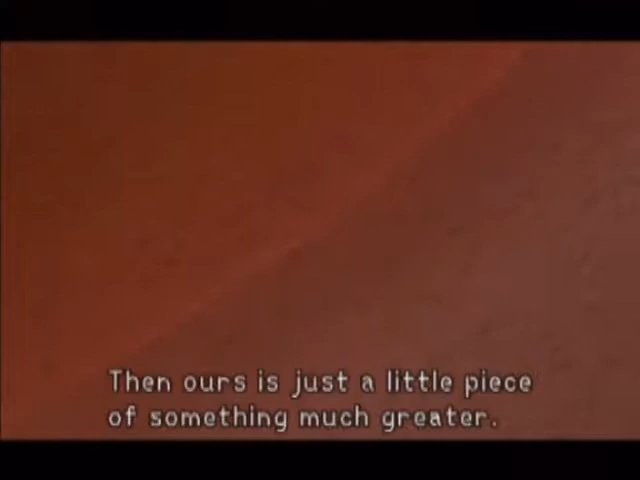 Then ours is just a little piece
of something much greater.